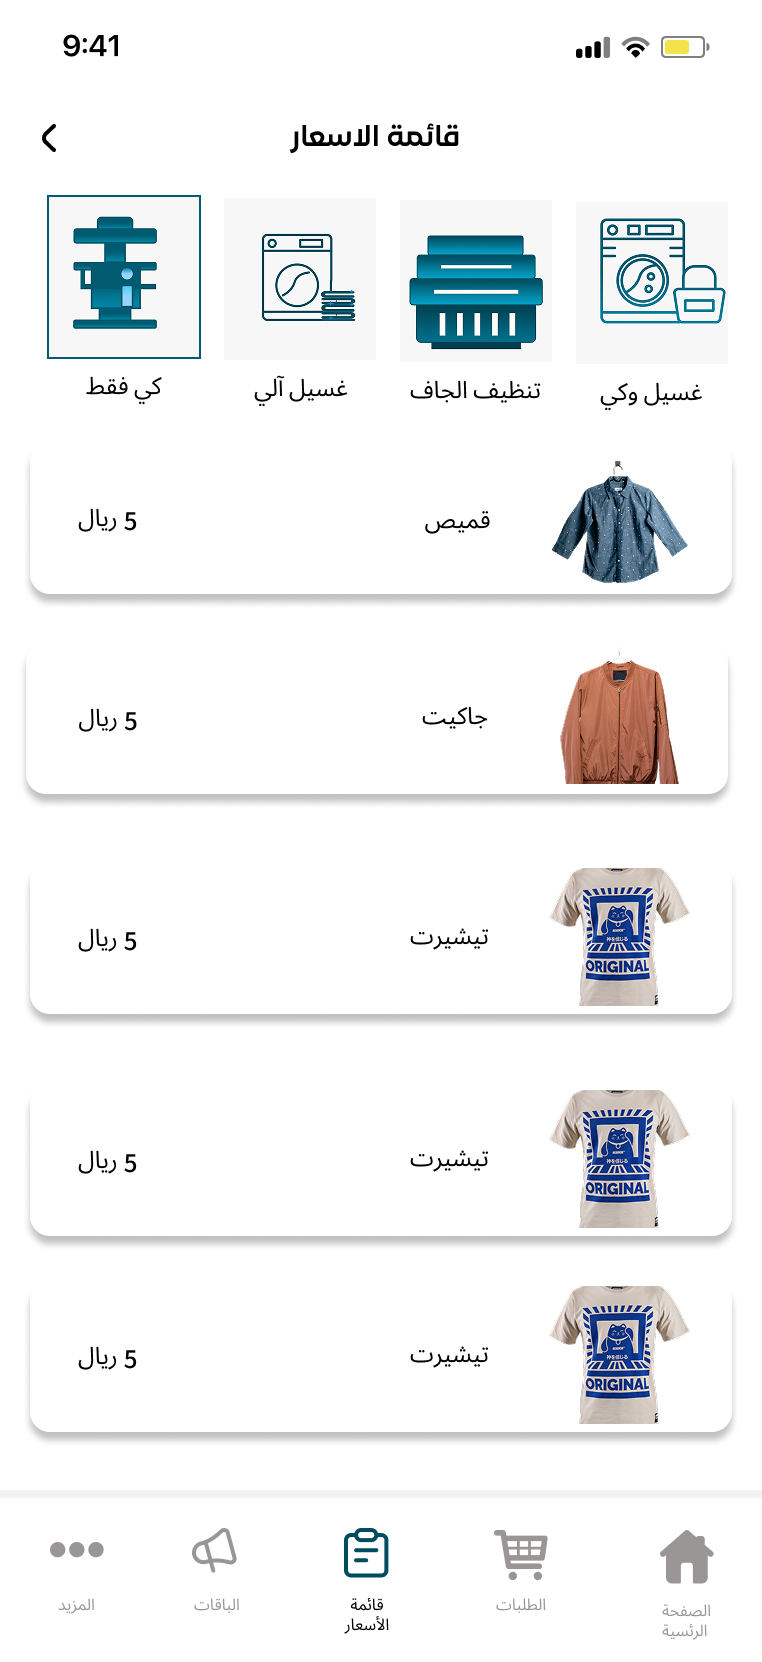 9:41
قائمة الاسعار
غسيل وكي
تنظيف الجاف
غسيل آلي
كي فقط
قميص
5 ريال
جاكيت
5 ريال
تيشيرت
5 ريال
ORIGINAL
تيشيرت
5 ريال
ORIGINAL
تيشيرت
5 ريال
ORIGINAL
الصفحة
الرئسية
الطلبات
قائمة
الأسعار
الباقات
المزيد